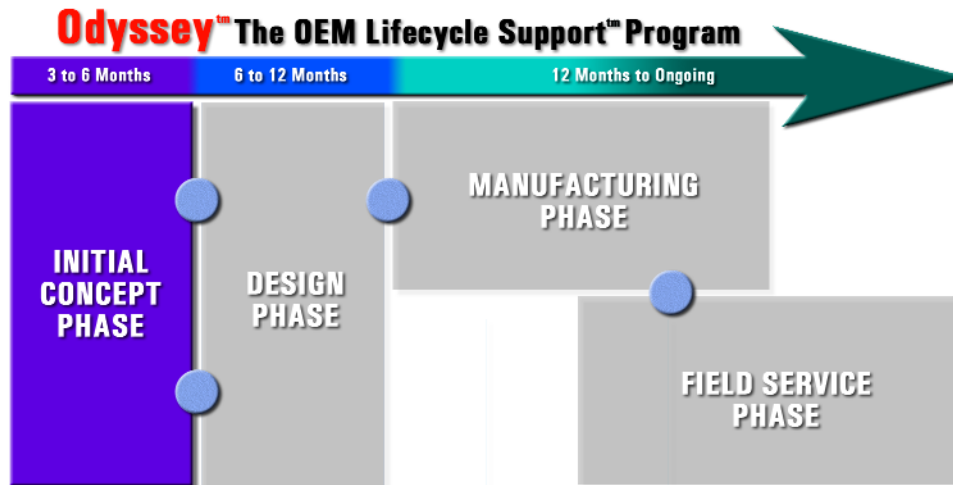 Odyssey™ The OEM Lifecycle Support™ Program
3 to 6 Months 6 to 12 Months 12 Months to Ongoing
INITIAL
CONCEPT
PHASE
DESIGN
PHASE
MANUFACTURING
PHASE
FIELD SERVICE
PHASE